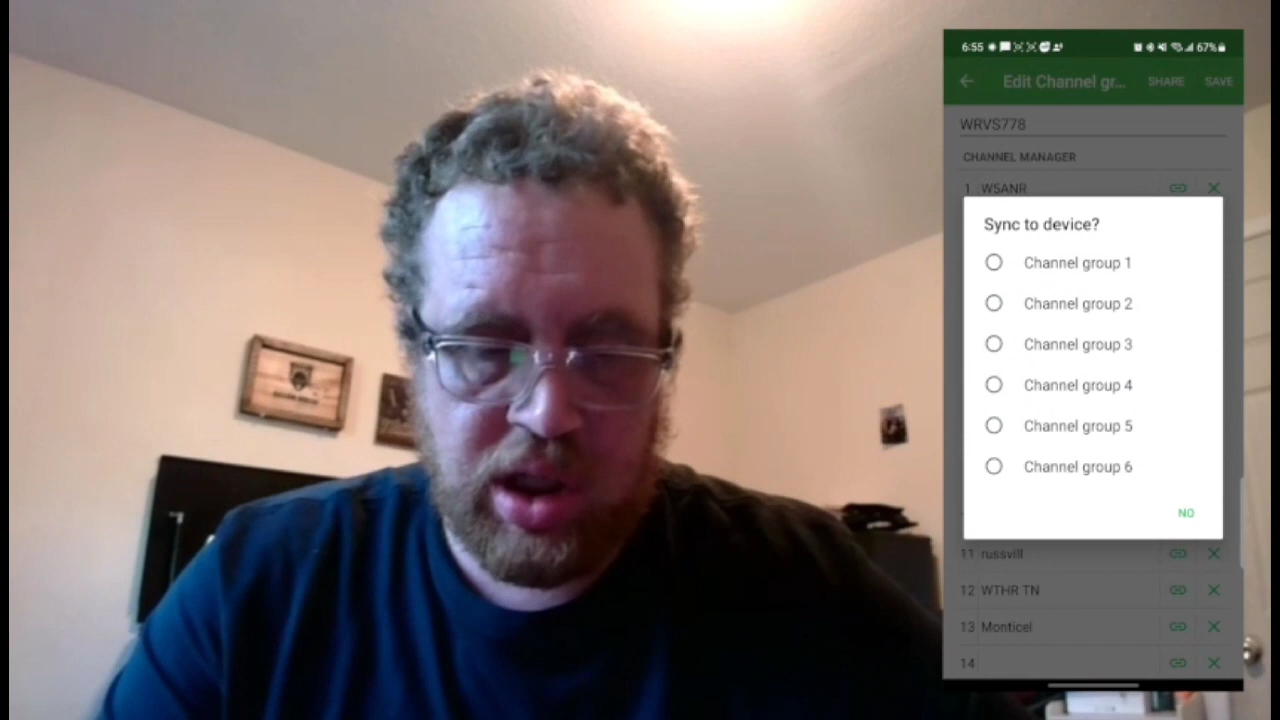 6:55
67%
Edit Channel gr... SHARE SAVE
WRVS778
CHANNEL MANAGER
1 WSANR
Sync to device?
Channel group 1
Channel group 2
Channel group 3
Channel group 4
Channel group 5
Channel group 6
NO
11 russvill
12 WTHR TN
13 Monticel
14